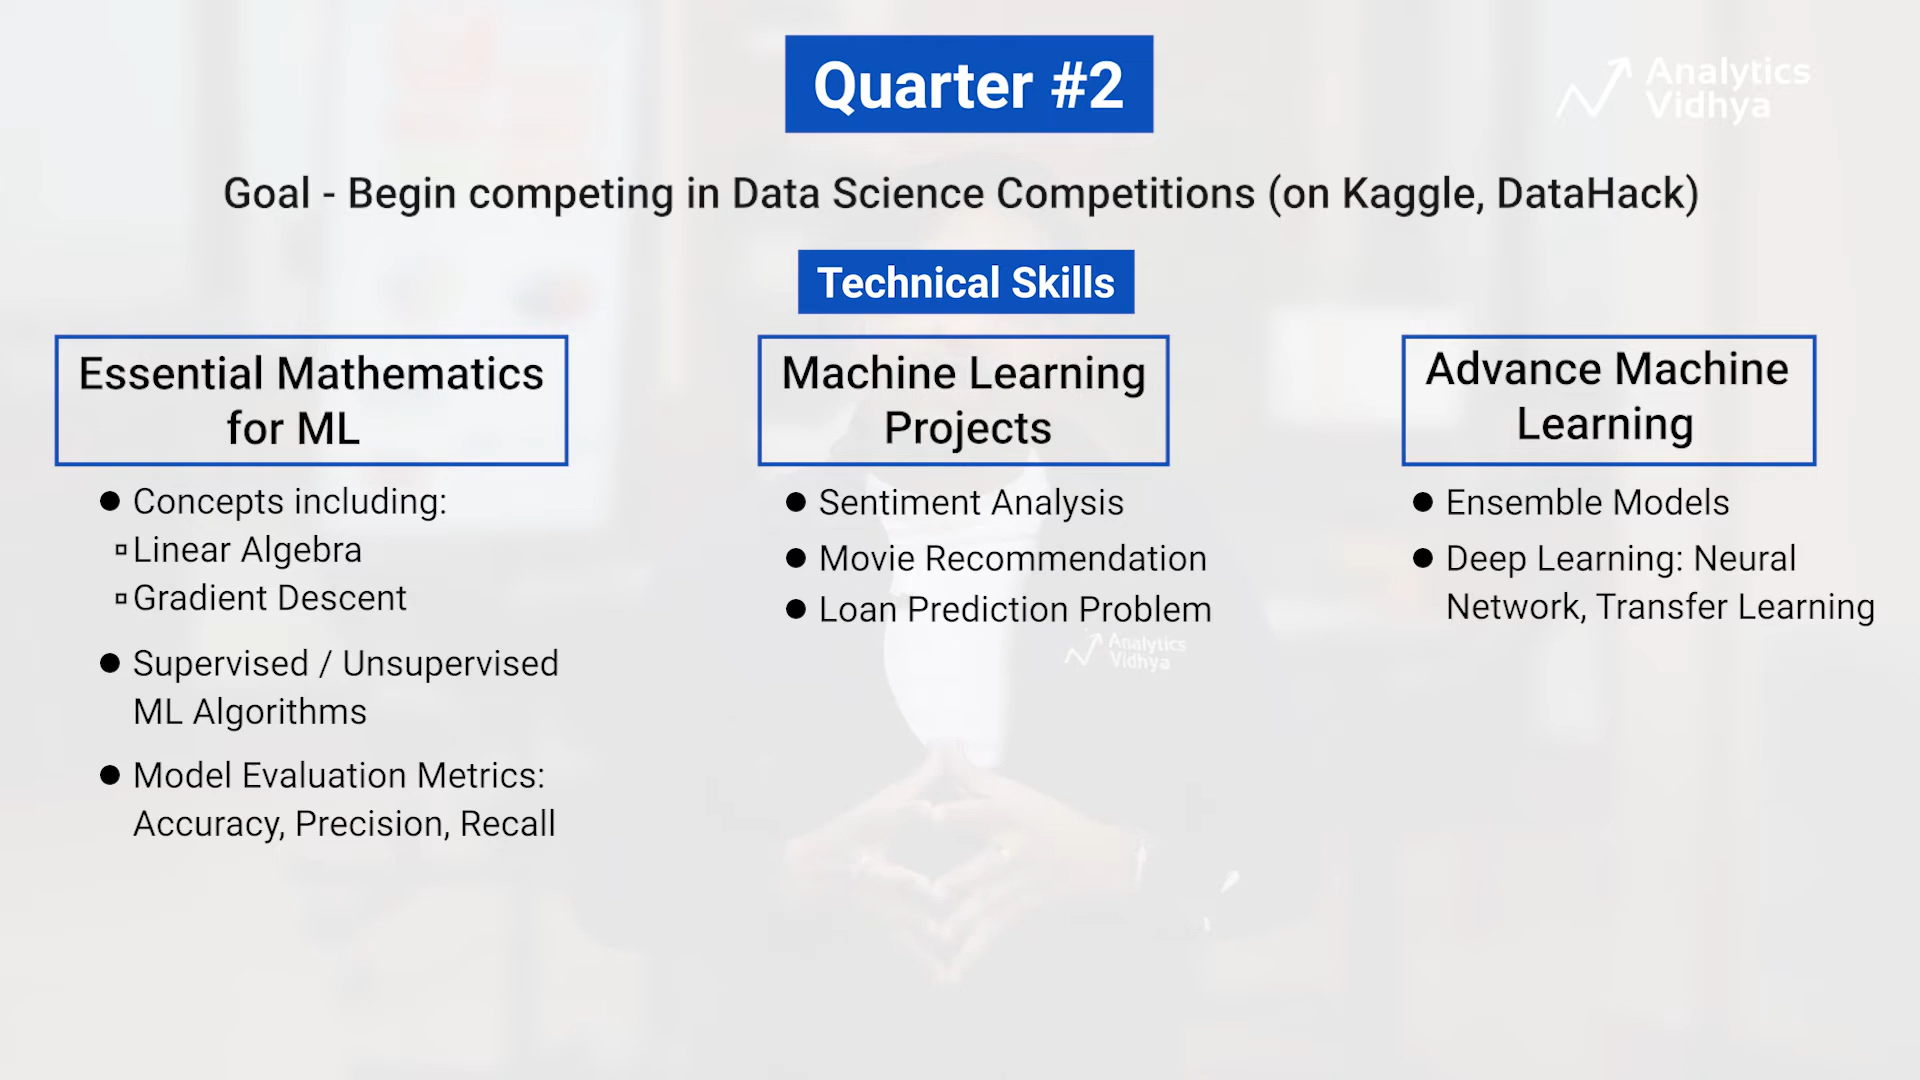 Quarter #2
Analytics
Vidhya
Goal - Begin competing in Data Science Competitions (on Kaggle, DataHack)
Technical Skills
Essential Mathematics
for ML
● Concepts including:
▫Linear Algebra
▫Gradient Descent
● Supervised / Unsupervised
ML Algorithms
● Model Evaluation Metrics:
Accuracy, Precision, Recall
Machine Learning
Projects
● Sentiment Analysis
● Movie Recommendation
● Loan Prediction Problem
Analytics
Vidhya
Advance Machine
Learning
● Ensemble Models
● Deep Learning: Neural
Network, Transfer Learning